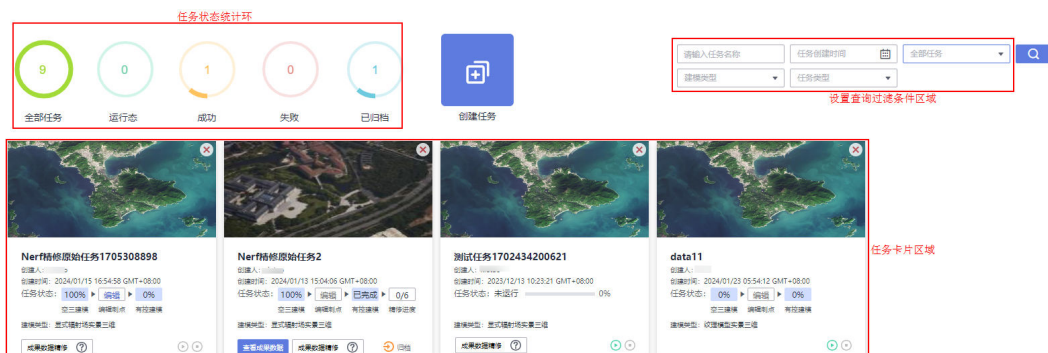 任务状态统计环
9
0
1
0
1
全部任务
运行态
成功
失败
已归档
创建任务
请输入任务名称
任务创建时间
全部任务
建模类型
任务类型
设置查询过滤条件区域
Nerf精修原始任务1705308898
创建人:
创建时间: 2024/01/15 16:54:58 GMT+08:00
任务状态: 100% 编辑 0%
空三建模 编辑刺点 有控建模
建模类型: 显式辐射场实景三维
成果数据精修 ?
Nerf精修原始任务2
创建人:
创建时间: 2024/01/13 15:04:06 GMT+08:00
任务状态: 100% 编辑 已完成 0/6
空三建模 编辑刺点 有控建模 精修进度
建模类型: 显式辐射场实景三维
查看成果数据 成果数据精修 ? 归档
测试任务1702434200621
创建人:
创建时间: 2023/12/13 10:23:21 GMT+08:00
任务状态: 未运行 0%
建模类型: 显式辐射场实景三维
成果数据精修 ?
data11
创建人:
创建时间: 2024/01/23 05:54:12 GMT+08:00
任务状态: 0% 编辑 0%
空三建模 编辑刺点 有控建模
建模类型: 纹理模型实景三维
任务卡片区域